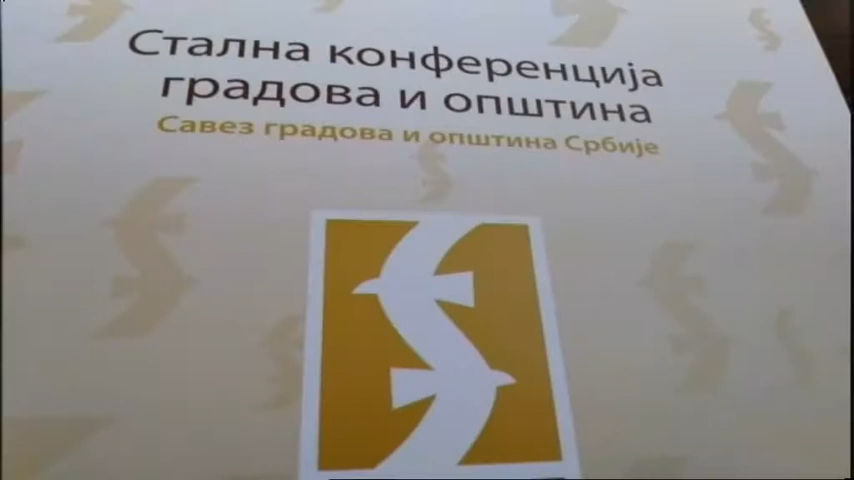 Стална конференција
градова и општина
Савез градова и општина Србије